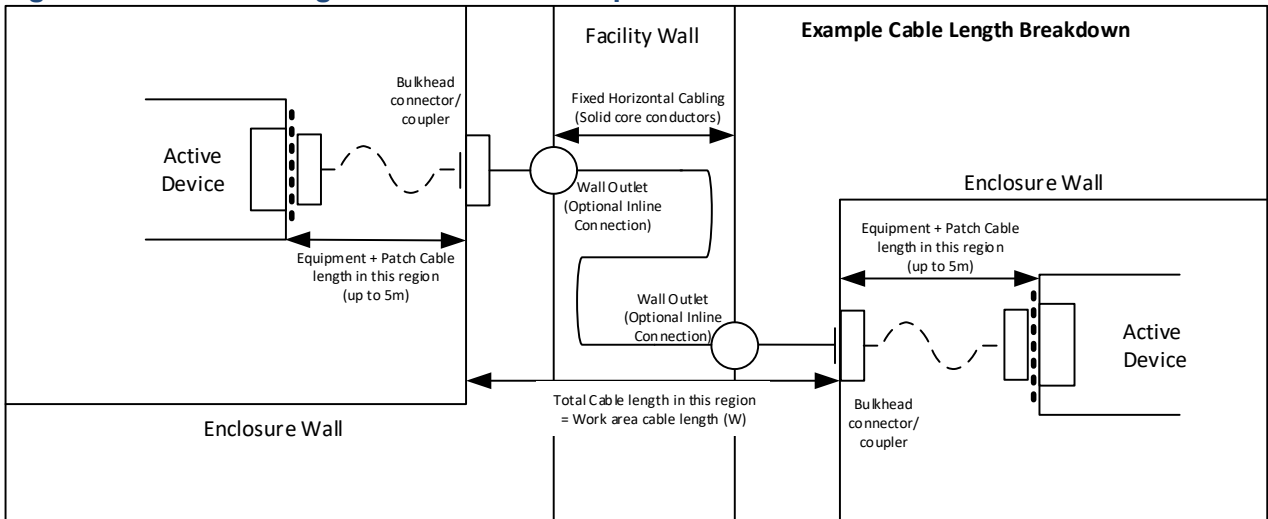 Facility Wall
Example Cable Length Breakdown
Bulkhead
connector/
coupler
Fixed Horizontal Cabling
(Solid core conductors)
Active
Device
Wall Outlet
(Optional Inline
Connection)
Enclosure Wall
Equipment + Patch Cable
length in this region
(up to 5m)
Equipment + Patch Cable
length in this region
(up to 5m)
Wall Outlet
(Optional Inline
Connection)
Active
Device
Total Cable length in this region
= Work area cable length (W)
Bulkhead
connector/
coupler
Enclosure Wall